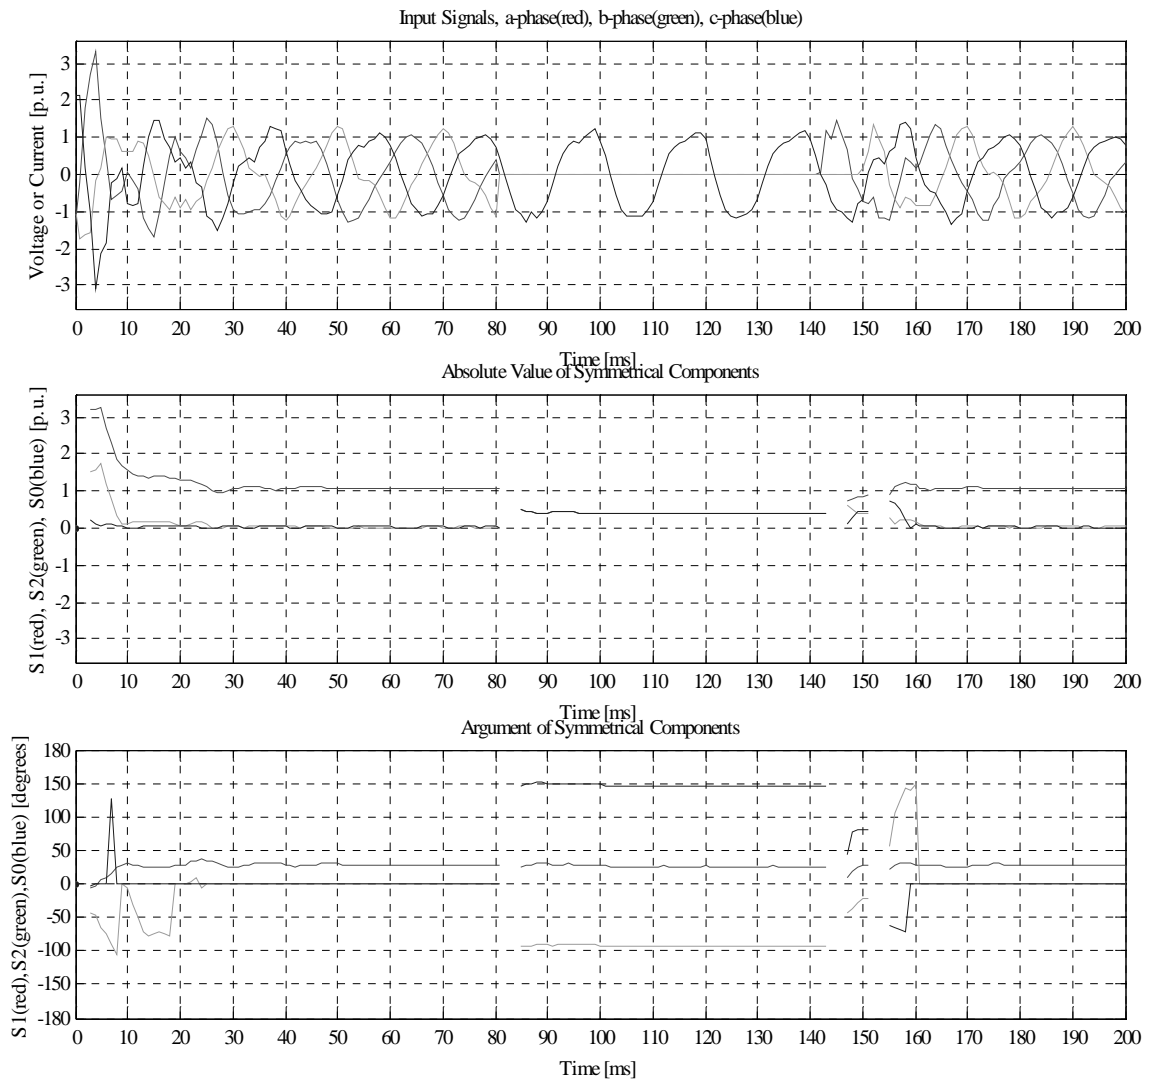 Input Signals, a-phase(red), b-phase(green), c-phase(blue)
Voltage or Current [p.u.]
3
2
1
0
-1
-2
-3
0 10 20 30 40 50 60 70 80 90 100 110 120 130 140 150 160 170 180 190 200
Time [ms]
Absolute Value of Symmetrical Components
S1(red), S2(green), S0(blue) [p.u.]
3
2
1
0
-1
-2
-3
0 10 20 30 40 50 60 70 80 90 100 110 120 130 140 150 160 170 180 190 200
Time [ms]
Argument of Symmetrical Components
S1(red),S2(green),S0(blue) [degrees]
180
150
100
50
0
-50
-100
-150
-180
0 10 20 30 40 50 60 70 80 90 100 110 120 130 140 150 160 170 180 190 200
Time [ms]